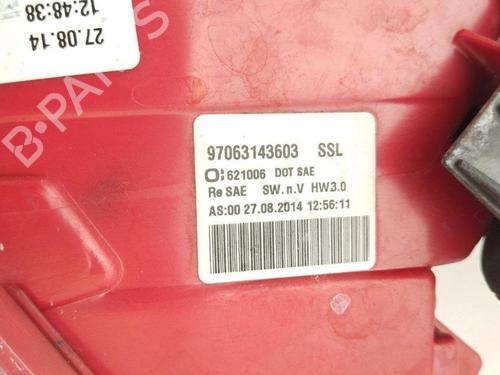 12:48:38
27.08.14
B-PARTS
97063143603 SSL
O: 621006 DOT SAE
Re SAE SW. n.V HW3.0
AS:00 27.08.2014 12:56:11